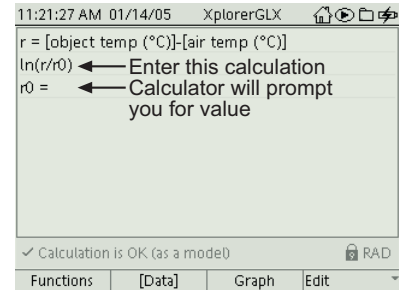 11:21:27 AM 01/14/05 XplorerGLX
r = [object temp (°C)]-[air temp (°C)]
ln(r/r0) Enter this calculation
r0 = Calculator will prompt
you for value
✓ Calculation is OK (as a model) RAD
Functions [Data] Graph Edit